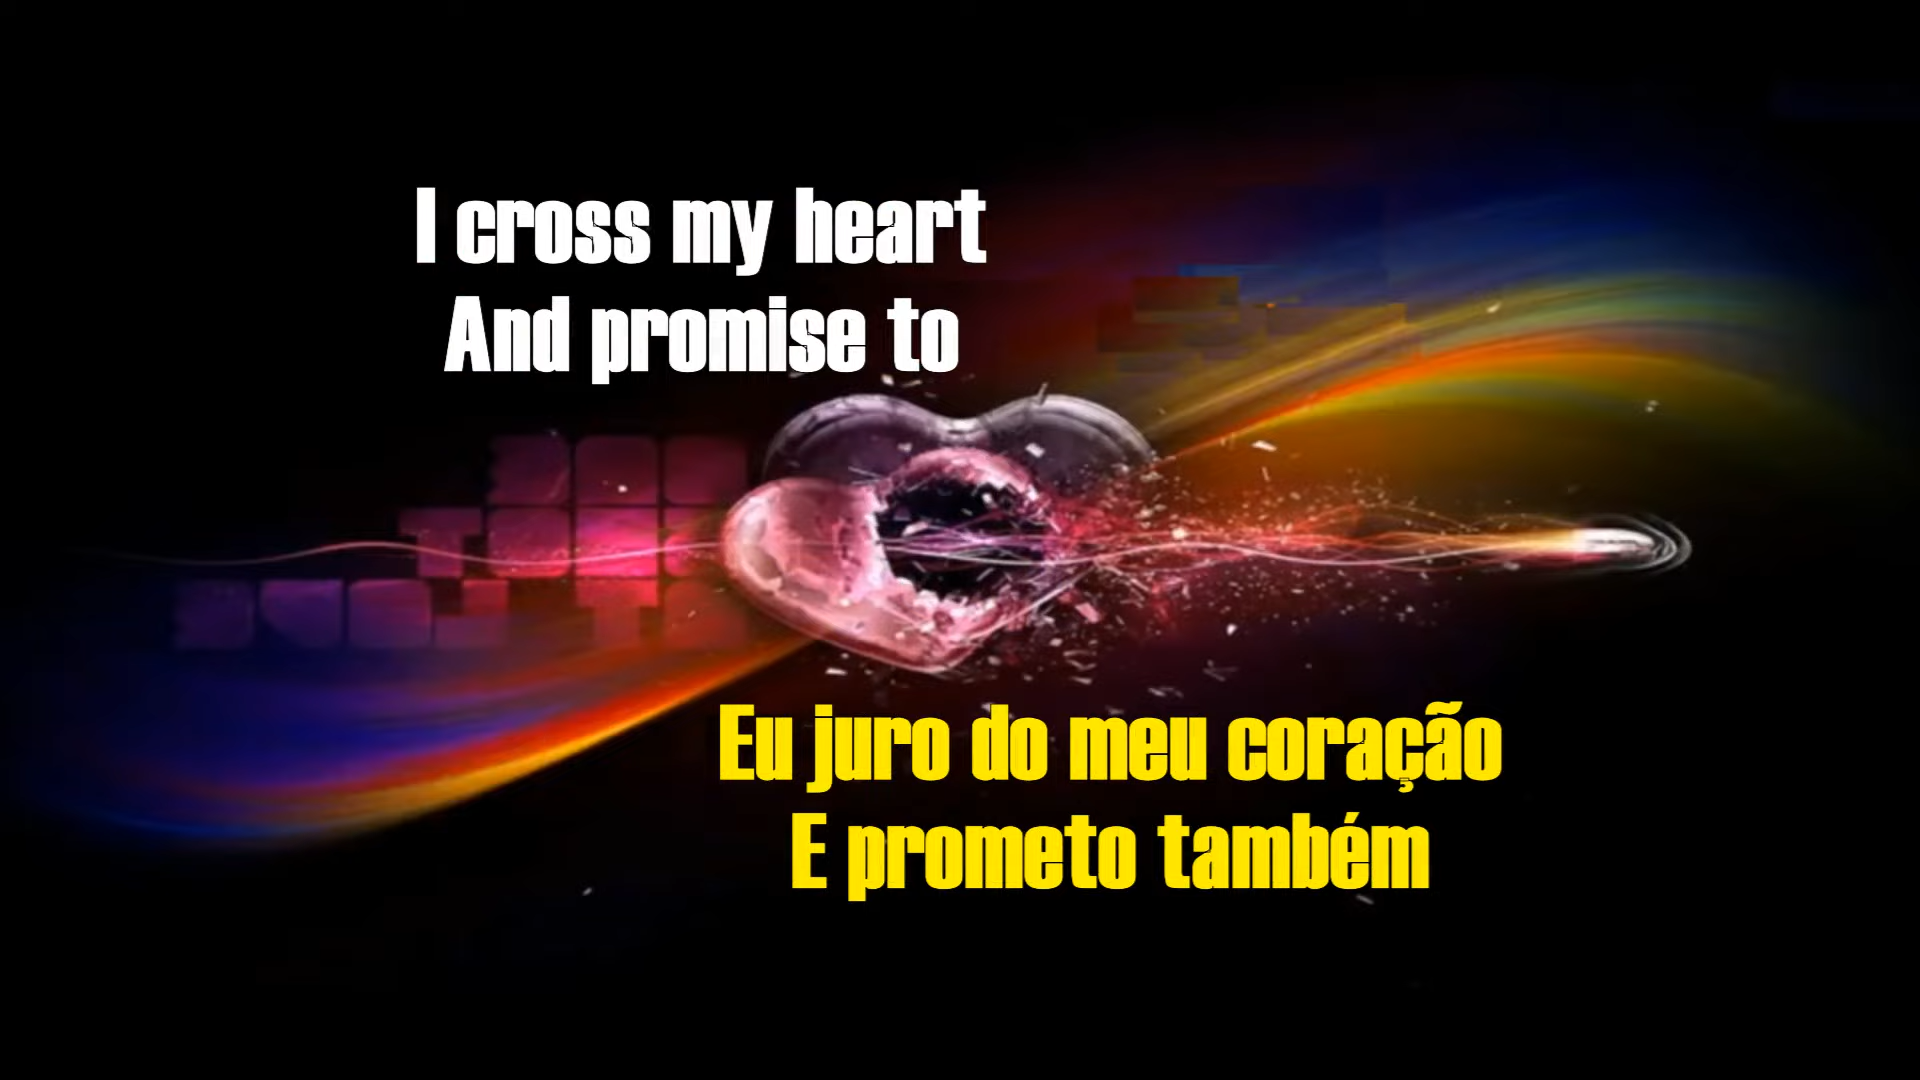 I cross my heart
And promise to
Eu juro do meu coração
E prometo também